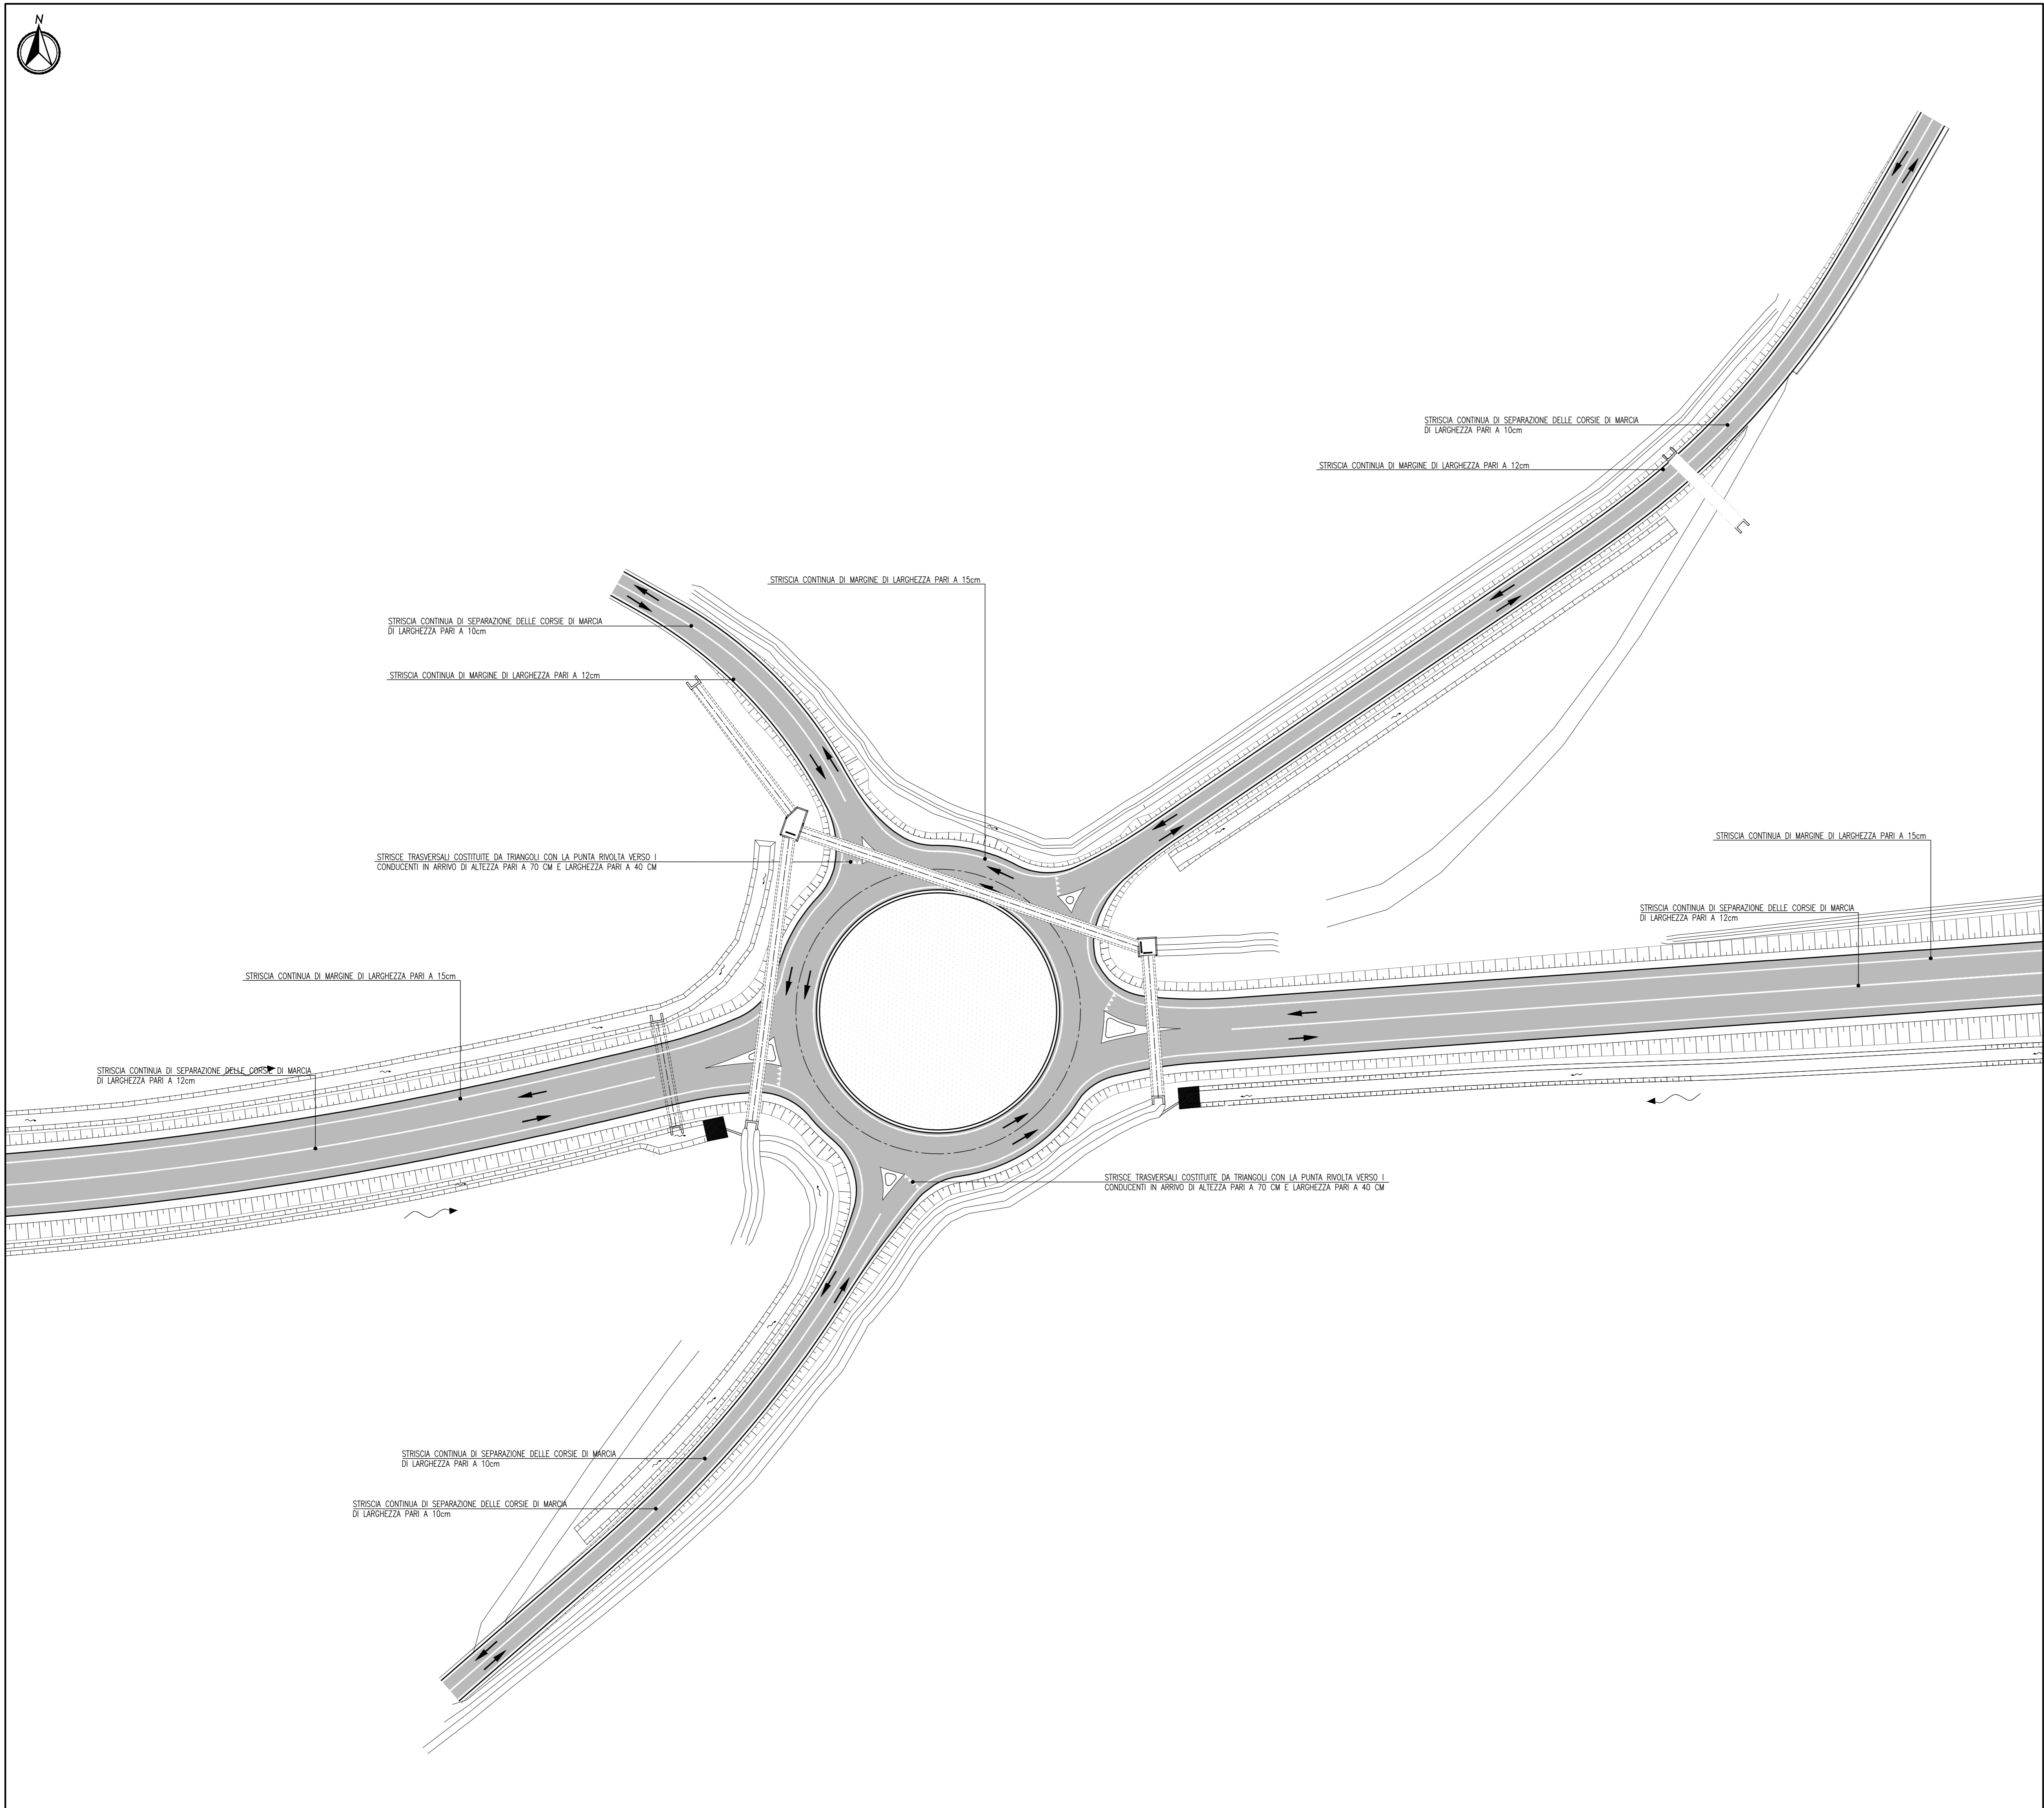 N
STRISCIA CONTINUA DI SEPARAZIONE DELLE CORSIE DI MARCIA
DI LARGHEZZA PARI A 10cm
STRISCIA CONTINUA DI MARGINE DI LARGHEZZA PARI A 12cm
STRISCIA CONTINUA DI MARGINE DI LARGHEZZA PARI A 15cm
STRISCIA CONTINUA DI SEPARAZIONE DELLE CORSIE DI MARCIA
DI LARGHEZZA PARI A 10cm
STRISCIA CONTINUA DI MARGINE DI LARGHEZZA PARI A 12cm
STRISCIA CONTINUA DI MARGINE DI LARGHEZZA PARI A 15cm
STRISCE TRASVERSALI COSTITUITE DA TRIANGOLI CON LA PUNTA RIVOLTA VERSO I
CONDUCENTI IN ARRIVO DI ALTEZZA PARI A 70 CM E LARGHEZZA PARI A 40 CM
STRISCIA CONTINUA DI SEPARAZIONE DELLE CORSIE DI MARCIA
DI LARGHEZZA PARI A 12cm
STRISCIA CONTINUA DI MARGINE DI LARGHEZZA PARI A 15cm
STRISCIA CONTINUA DI SEPARAZIONE DELLE CORSIE DI MARCIA
DI LARGHEZZA PARI A 12cm
STRISCE TRASVERSALI COSTITUITE DA TRIANGOLI CON LA PUNTA RIVOLTA VERSO I
CONDUCENTI IN ARRIVO DI ALTEZZA PARI A 70 CM E LARGHEZZA PARI A 40 CM
STRISCIA CONTINUA DI SEPARAZIONE DELLE CORSIE DI MARCIA
DI LARGHEZZA PARI A 10cm
STRISCIA CONTINUA DI SEPARAZIONE DELLE CORSIE DI MARCIA
DI LARGHEZZA PARI A 10cm